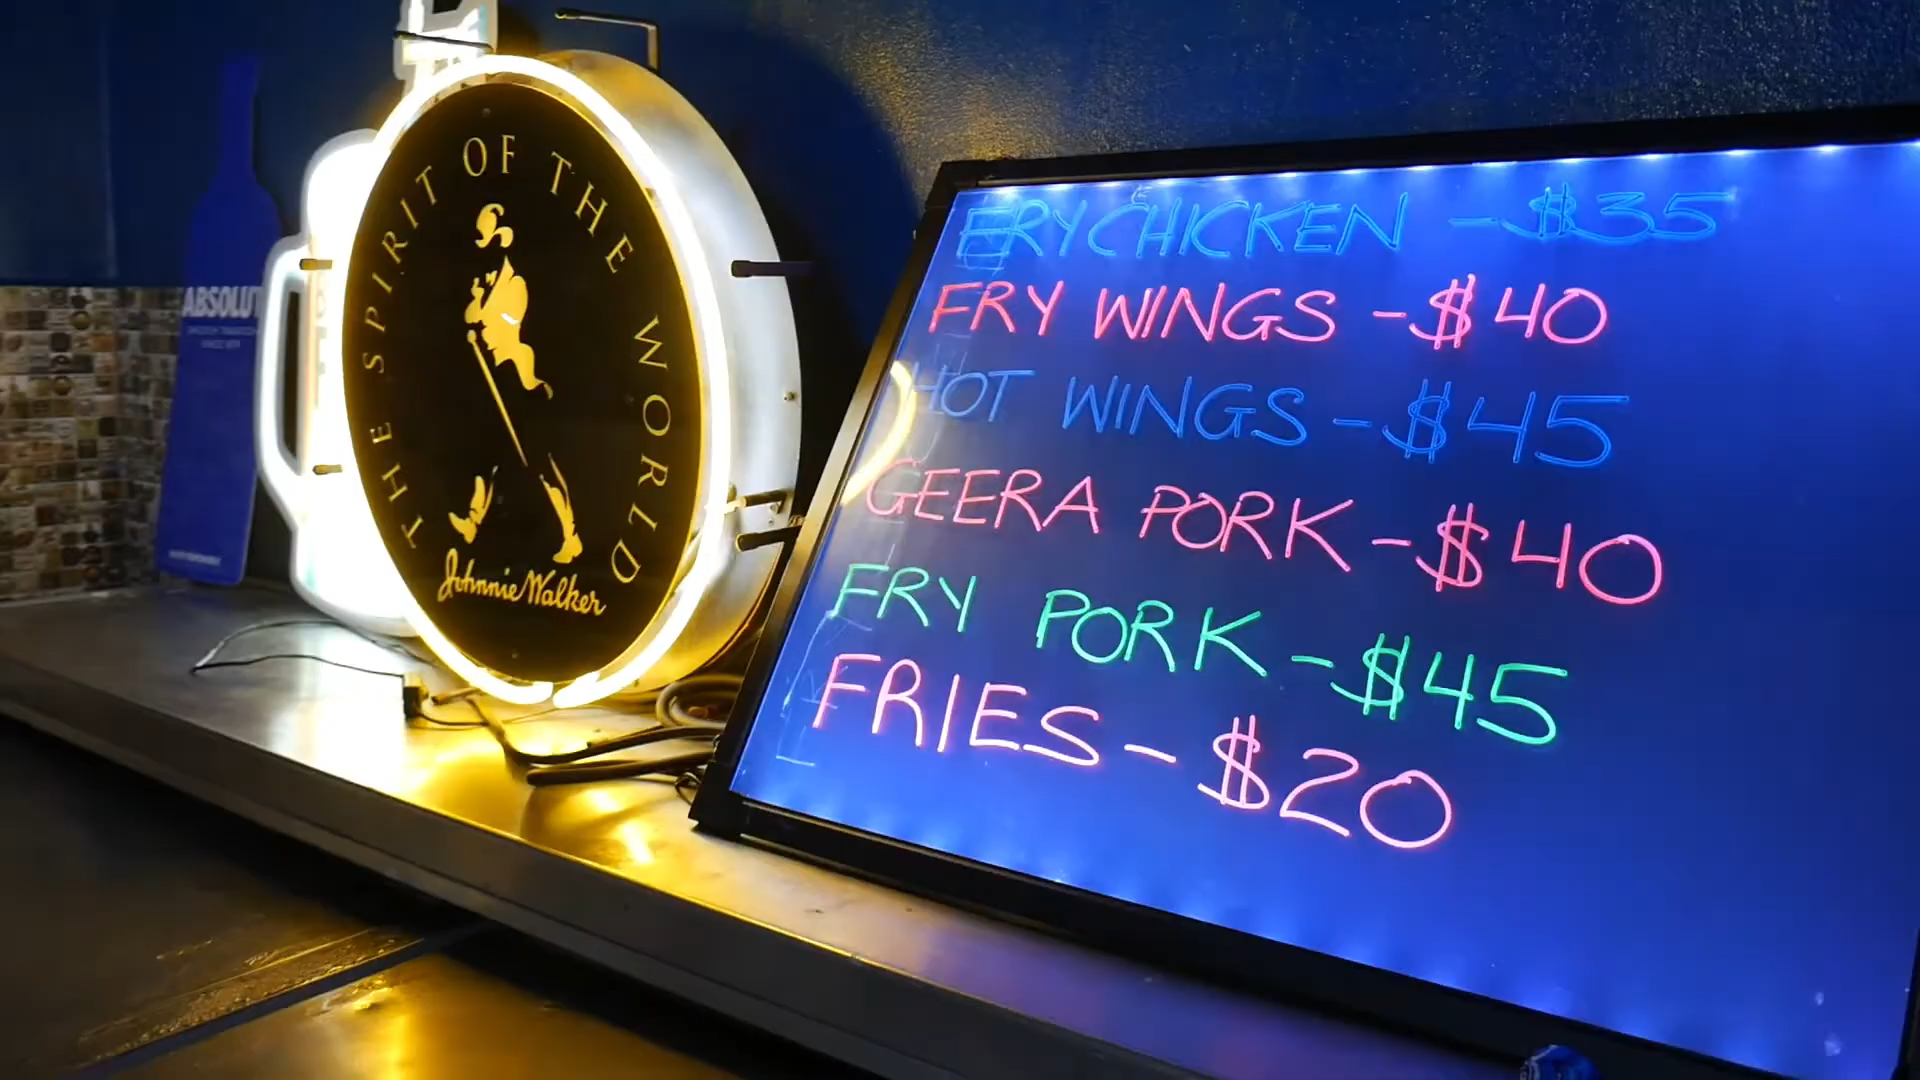 THE SPIRIT OF THE WORLD
Johnnie Walker
ABSOLUT
FRY CHICKEN - $35
FRY WINGS - $40
HOT WINGS - $45
GEERA PORK - $40
FRY PORK - $45
FRIES - $20